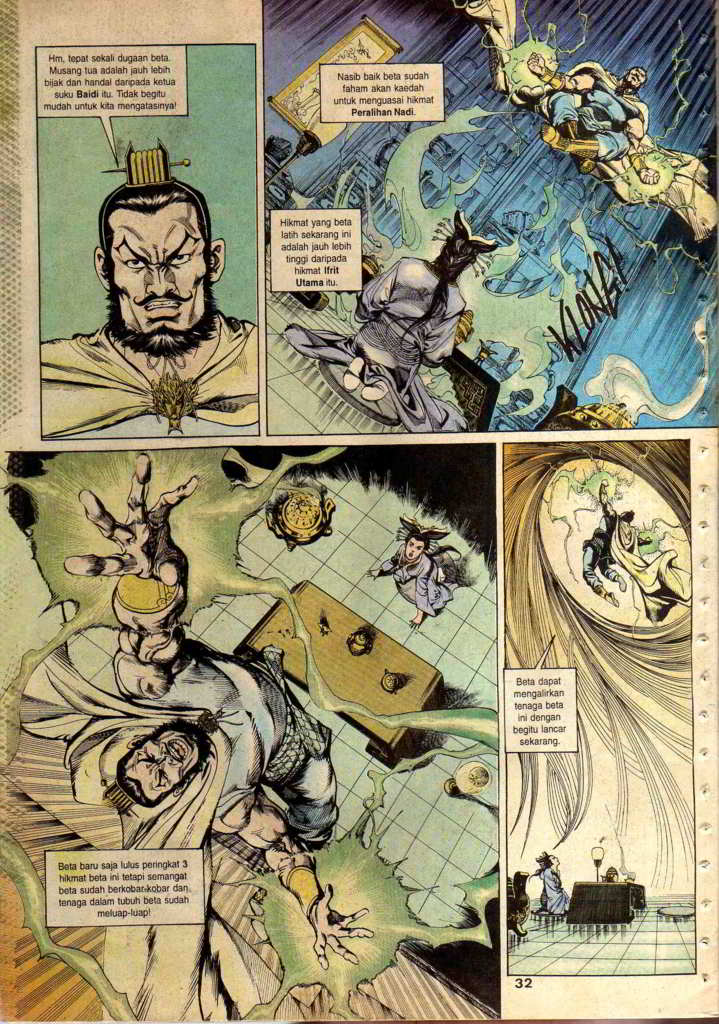 Hm, tepat sekali dugaan beta.
Musang tua adalah jauh lebih
bijak dan handal daripada ketua
suku Baidi itu. Tidak begitu
mudah untuk kita mengatasinya!
Nasib baik beta sudah
faham akan kaedah
untuk menguasai hikmat
Peralihan Nadi.
Hikmat yang beta
latih sekarang ini
adalah jauh lebih
tinggi daripada
hikmat Ifrit
Utama itu.
KLONG!
Beta baru saja lulus peringkat 3
hikmat beta ini tetapi semangat
beta sudah berkobar-kobar dan
tenaga dalam tubuh beta sudah
meluap-luap!
Beta dapat
mengalirkan
tenaga beta
ini dengan
begitu lancar
sekarang.
32